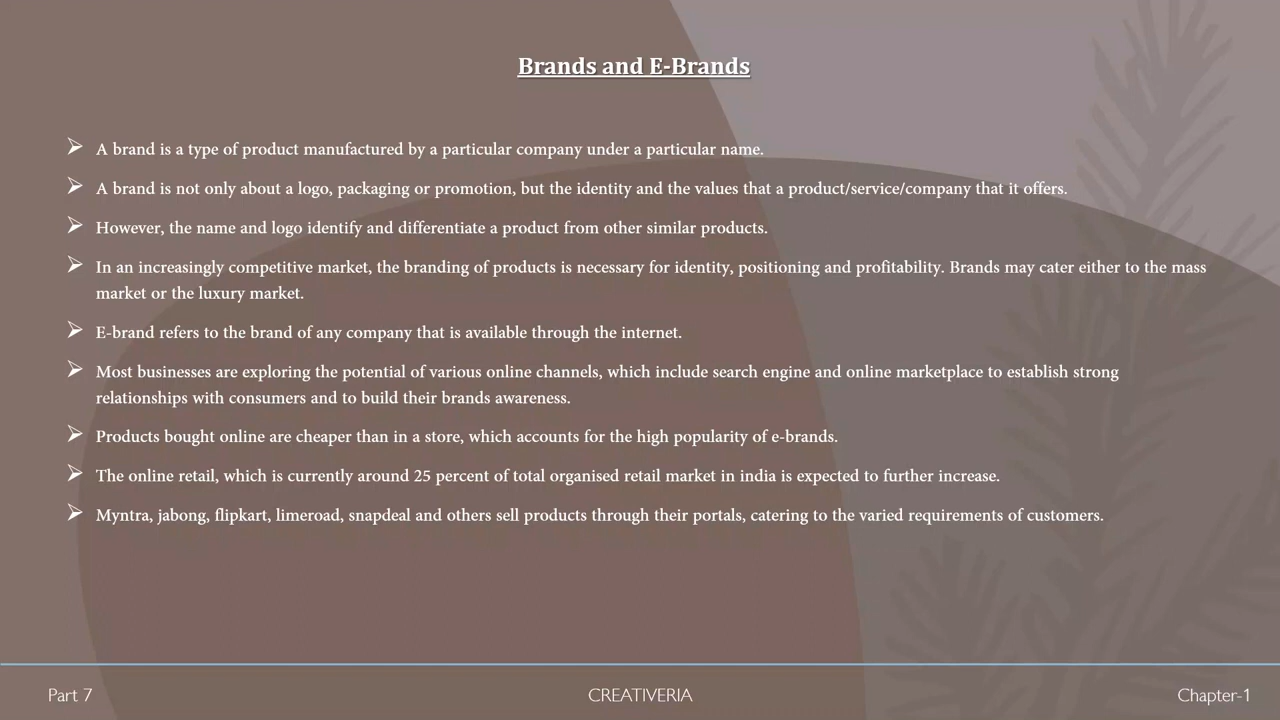 Brands and E-Brands
A brand is a type of product manufactured by a particular company under a particular name.
A brand is not only about a logo, packaging or promotion, but the identity and the values that a product/service/company that it offers.
However, the name and logo identify and differentiate a product from other similar products.
In an increasingly competitive market, the branding of products is necessary for identity, positioning and profitability. Brands may cater either to the mass
market or the luxury market.
E-brand refers to the brand of any company that is available through the internet.
Most businesses are exploring the potential of various online channels, which include search engine and online marketplace to establish strong
relationships with consumers and to build their brands awareness.
Products bought online are cheaper than in a store, which accounts for the high popularity of e-brands.
The online retail, which is currently around 25 percent of total organised retail market in india is expected to further increase.
Myntra, jabong, flipkart, limeroad, snapdeal and others sell products through their portals, catering to the varied requirements of customers.
Part 7
CREATIVERIA
Chapter-1